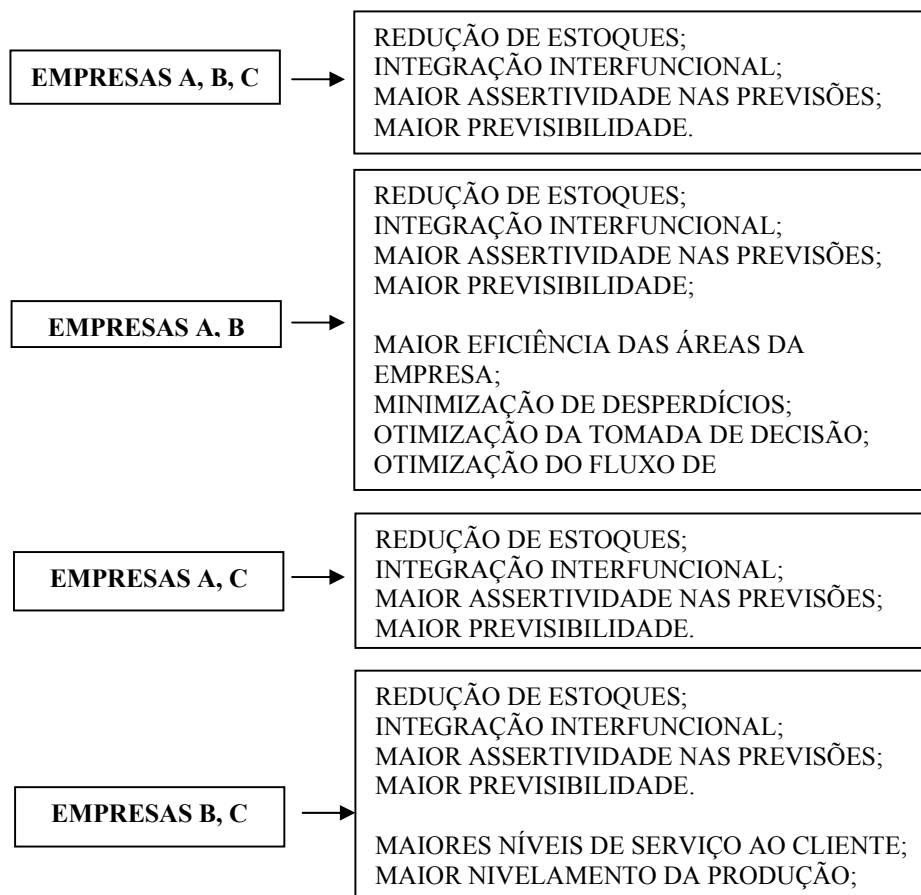 EMPRESAS A, B, C
REDUÇÃO DE ESTOQUES;
INTEGRAÇÃO INTERFUNCIONAL;
MAIOR ASSERTIVIDADE NAS PREVISÕES;
MAIOR PREVISIBILIDADE.
EMPRESAS A, B
REDUÇÃO DE ESTOQUES;
INTEGRAÇÃO INTERFUNCIONAL;
MAIOR ASSERTIVIDADE NAS PREVISÕES;
MAIOR PREVISIBILIDADE;
MAIOR EFICIÊNCIA DAS ÁREAS DA
EMPRESA;
MINIMIZAÇÃO DE DESPERDÍCIOS;
OTIMIZAÇÃO DA TOMADA DE DECISÃO;
OTIMIZAÇÃO DO FLUXO DE
EMPRESAS A, C
REDUÇÃO DE ESTOQUES;
INTEGRAÇÃO INTERFUNCIONAL;
MAIOR ASSERTIVIDADE NAS PREVISÕES;
MAIOR PREVISIBILIDADE.
EMPRESAS B, C
REDUÇÃO DE ESTOQUES;
INTEGRAÇÃO INTERFUNCIONAL;
MAIOR ASSERTIVIDADE NAS PREVISÕES;
MAIOR PREVISIBILIDADE.
MAIORES NÍVEIS DE SERVIÇO AO CLIENTE;
MAIOR NIVELAMENTO DA PRODUÇÃO;